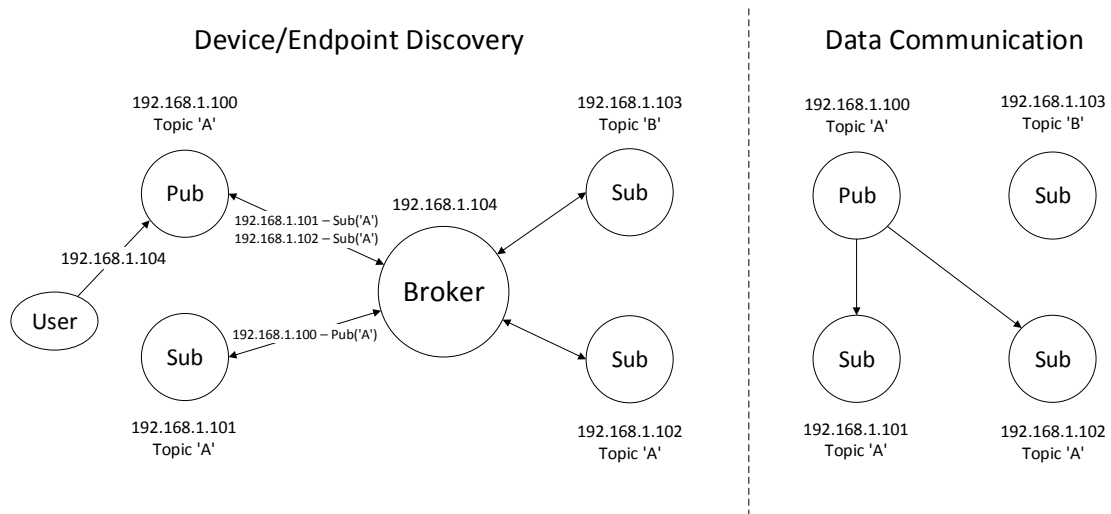 Device/Endpoint Discovery
192.168.1.100
Topic 'A'
Pub
192.168.1.103
Topic 'B'
Sub
192.168.1.101 – Sub('A')
192.168.1.102 – Sub('A')
192.168.1.104
Broker
192.168.1.104
User
192.168.1.100 – Pub('A')
Sub
192.168.1.101
Topic 'A'
Sub
192.168.1.102
Topic 'A'
Data Communication
192.168.1.100
Topic 'A'
Pub
192.168.1.103
Topic 'B'
Sub
Sub
192.168.1.101
Topic 'A'
Sub
192.168.1.102
Topic 'A'